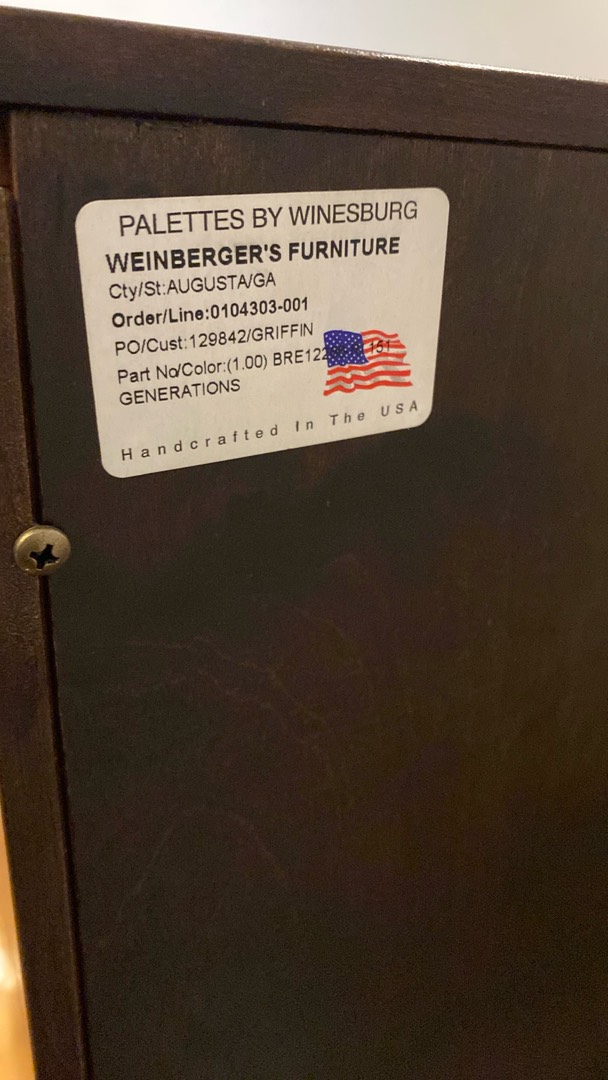 PALETTES BY WINESBURG
WEINBERGER'S FURNITURE
Cty/St:AUGUSTA/GA
Order/Line:0104303-001
PO/Cust:129842/GRIFFIN
Part No/Color:(1.00) 151
GENERATIONS
Handcrafted In The USA